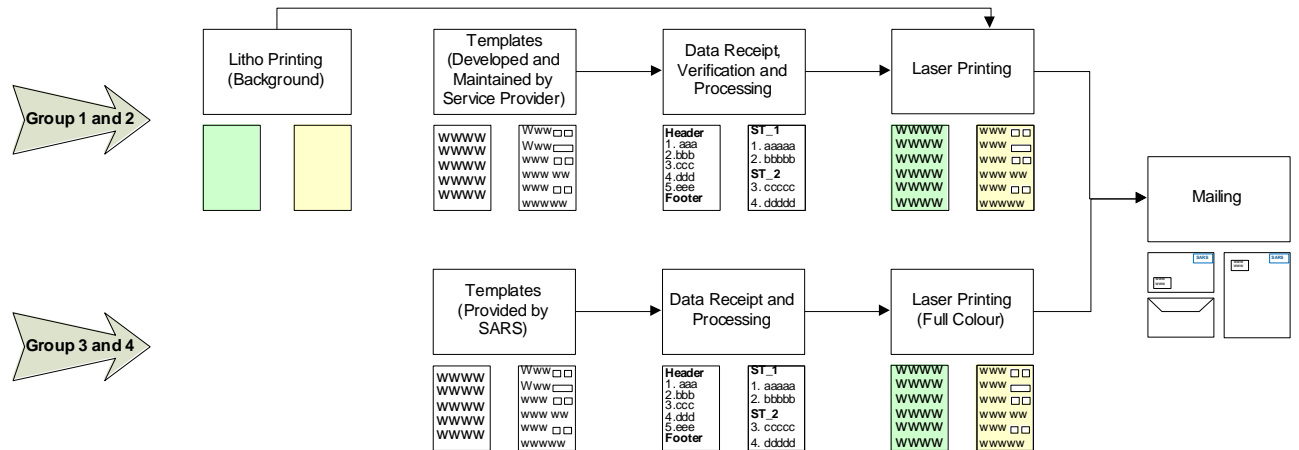 Group 1 and 2
Litho Printing
(Background)
Templates
(Developed and
Maintained by
Service Provider)
Data Receipt,
Verification and
Processing
Laser Printing
WWWW
WWWW
WWWW
WWWW
WWWW
Www
Www
www
www ww
www
wwwww
Header
1. aaa
2.bbb
3.ccc
4.ddd
5.eee
Footer
ST_1
1. aaaaa
2. bbbbb
ST_2
3. ccccc
4. ddddd
WWWW
WWWW
WWWW
WWWW
WWWW
WWWW
www
www
www
www ww
www
wwwww
Mailing
SARS
SARS
Group 3 and 4
Templates
(Provided by
SARS)
Data Receipt and
Processing
Laser Printing
(Full Colour)
WWWW
WWWW
WWWW
WWWW
WWWW
Www
Www
www
www ww
www
wwwww
Header
1. aaa
2.bbb
3.ccc
4.ddd
5.eee
Footer
ST_1
1. aaaaa
2. bbbbb
ST_2
3. ccccc
4. ddddd
WWWW
WWWW
WWWW
WWWW
WWWW
WWWW
www
www
www
www ww
www
wwwww